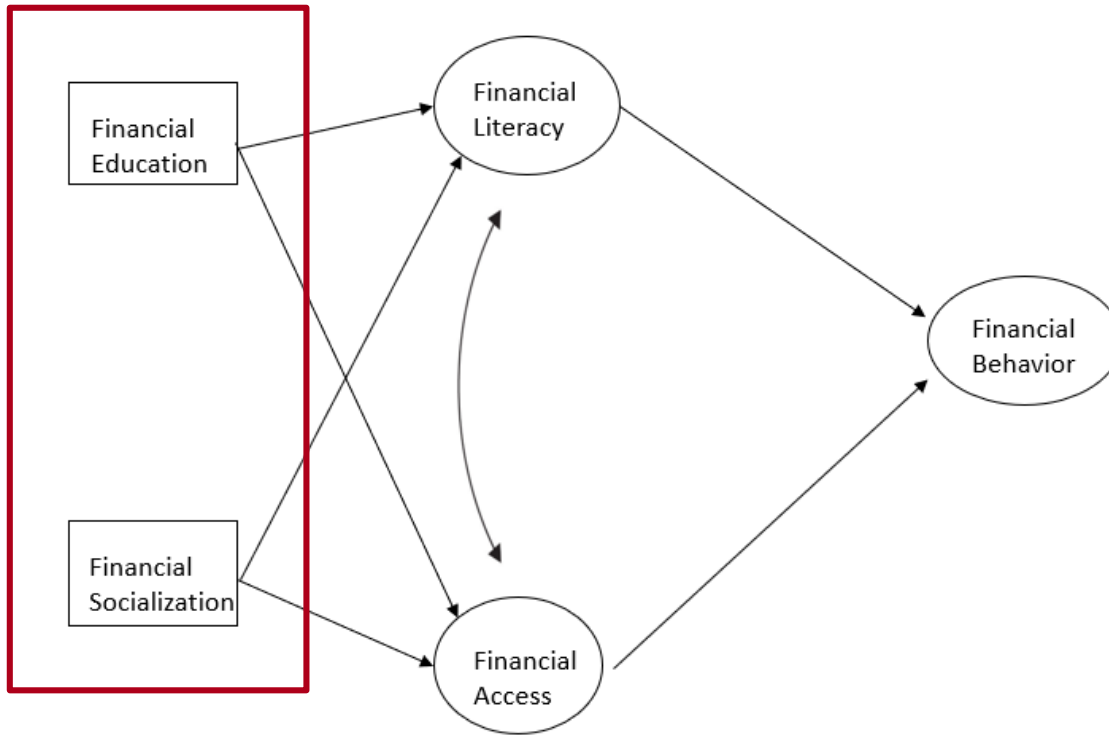 Financial
Literacy
Financial
Education
Financial
Behavior
Financial
Socialization
Financial
Access